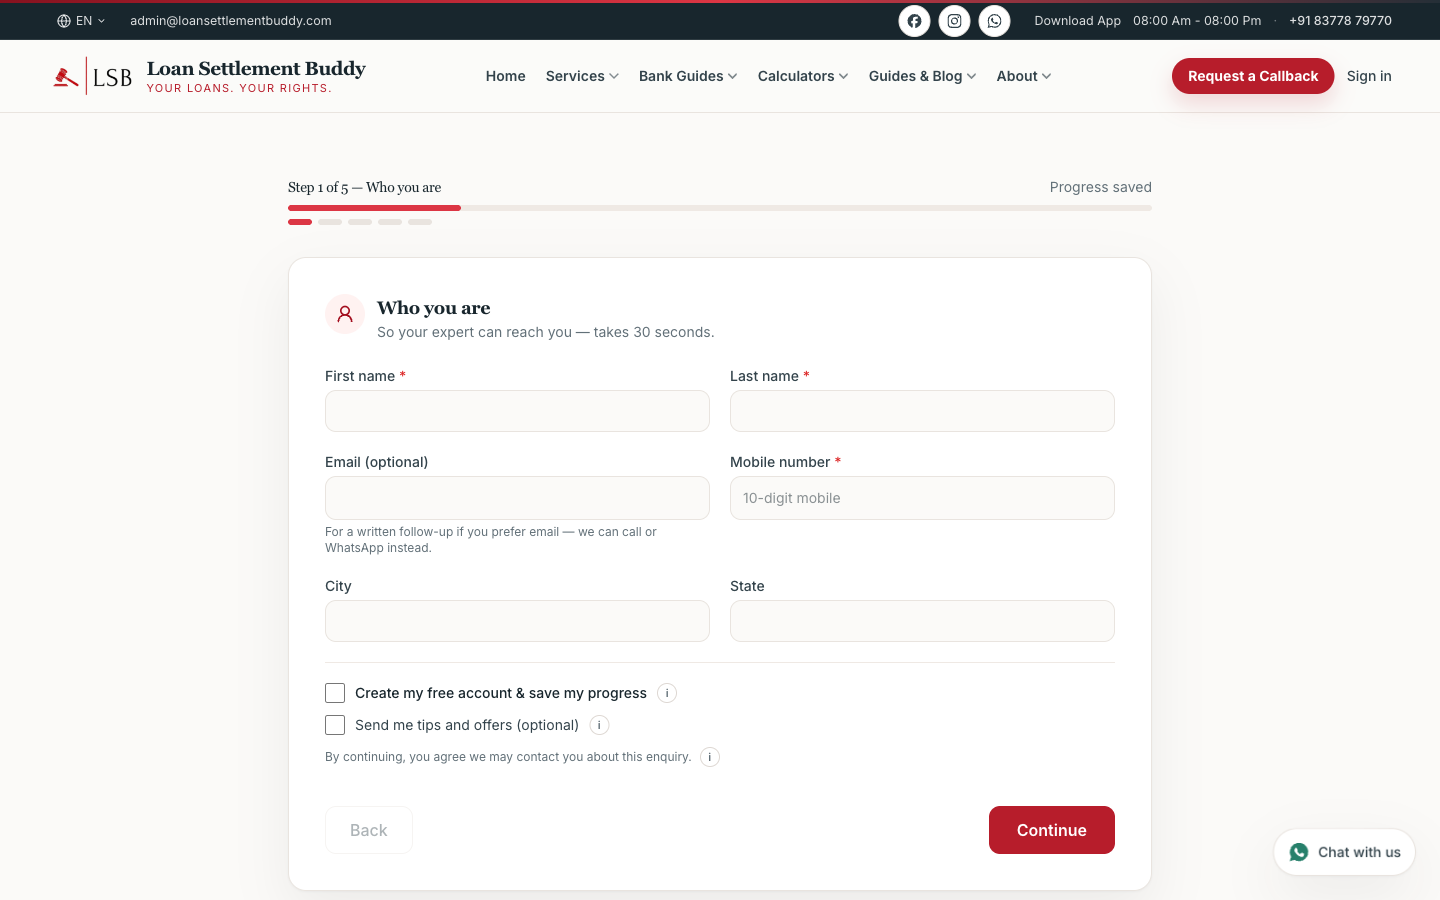 EN
admin@loansettlementbuddy.com
Download App
08:00 Am - 08:00 Pm · +91 83778 79770
LSB
Loan Settlement Buddy
YOUR LOANS. YOUR RIGHTS.
Home
Services
Bank Guides
Calculators
Guides & Blog
About
Request a Callback
Sign in
Step 1 of 5 — Who you are
Progress saved
Who you are
So your expert can reach you — takes 30 seconds.
First name *
Last name *
Email (optional)
Mobile number *
10-digit mobile
For a written follow-up if you prefer email — we can call or
WhatsApp instead.
City
State
Create my free account & save my progress
i
Send me tips and offers (optional)
i
By continuing, you agree we may contact you about this enquiry.
i
Back
Continue
Chat with us